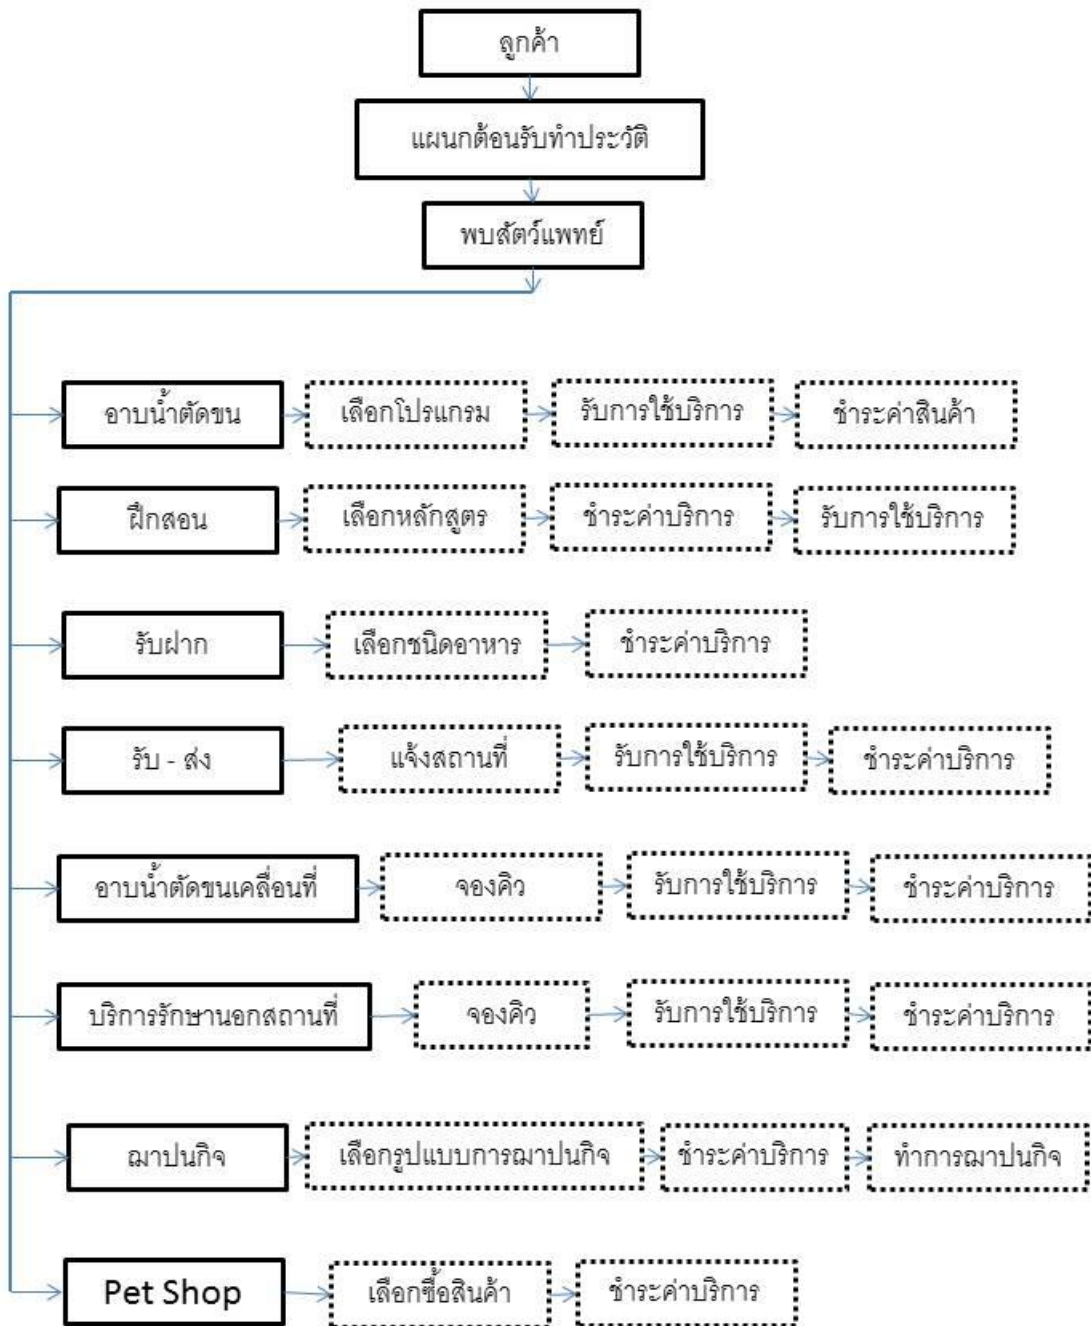 ลูกค้า
แผนกต้อนรับทำประวัติ
พบสัตว์แพทย์
อาบน้ำตัดขน เลือกโปรแกรม รับการใช้บริการ ชำระค่าสินค้า
ฝึกสอน เลือกหลักสูตร ชำระค่าบริการ รับการใช้บริการ
รับฝาก เลือกชนิดอาหาร ชำระค่าบริการ
รับ - ส่ง แจ้งสถานที่ รับการใช้บริการ ชำระค่าบริการ
อาบน้ำตัดขนเคลื่อนที่ จองคิว รับการใช้บริการ ชำระค่าบริการ
บริการรักษานอกสถานที่ จองคิว รับการใช้บริการ ชำระค่าบริการ
ฌาปนกิจ เลือกรูปแบบการฌาปนกิจ ชำระค่าบริการ ทำการฌาปนกิจ
Pet Shop เลือกซื้อสินค้า ชำระค่าบริการ